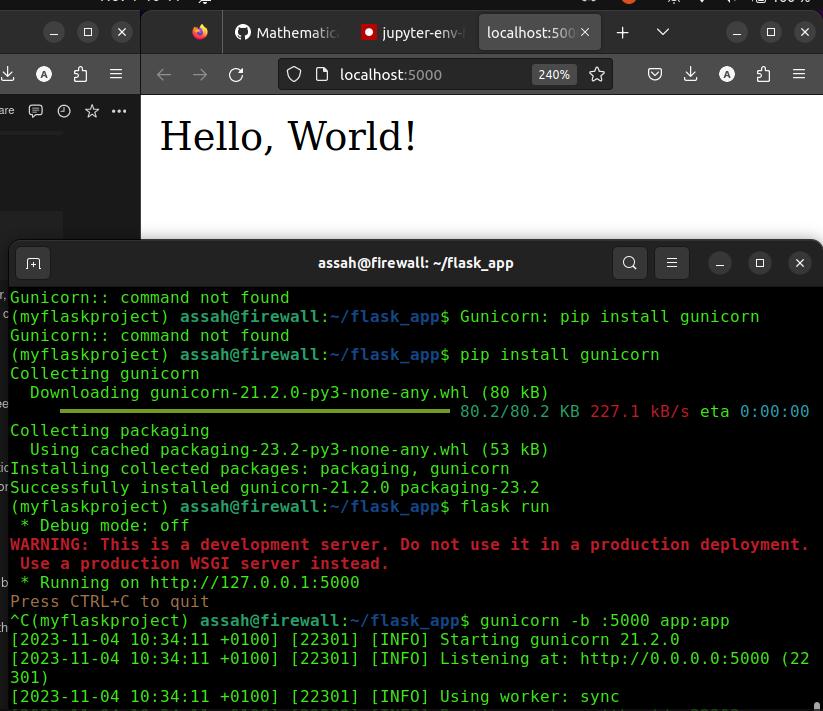 Mathematic
jupyter-env-
localhost:500
localhost:5000
240%
are
Hello, World!
assah@firewall: ~/flask_app
Gunicorn:: command not found
(myflaskproject) assah@firewall:~/flask_app$ Gunicorn: pip install gunicorn
Gunicorn:: command not found
(myflaskproject) assah@firewall:~/flask_app$ pip install gunicorn
Collecting gunicorn
Downloading gunicorn-21.2.0-py3-none-any.whl (80 kB)
80.2/80.2 KB 227.1 kB/s eta 0:00:00
Collecting packaging
Using cached packaging-23.2-py3-none-any.whl (53 kB)
Installing collected packages: packaging, gunicorn
Successfully installed gunicorn-21.2.0 packaging-23.2
(myflaskproject) assah@firewall:~/flask_app$ flask run
* Debug mode: off
WARNING: This is a development server. Do not use it in a production deployment.
Use a production WSGI server instead.
* Running on http://127.0.0.1:5000
Press CTRL+C to quit
^C(myflaskproject) assah@firewall:~/flask_app$ gunicorn -b :5000 app:app
[2023-11-04 10:34:11 +0100] [22301] [INFO] Starting gunicorn 21.2.0
[2023-11-04 10:34:11 +0100] [22301] [INFO] Listening at: http://0.0.0.0:5000 (22
301)
[2023-11-04 10:34:11 +0100] [22301] [INFO] Using worker: sync